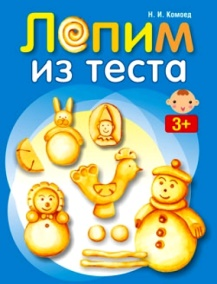 Н. И. Комоед
Лепим
из теста
3+